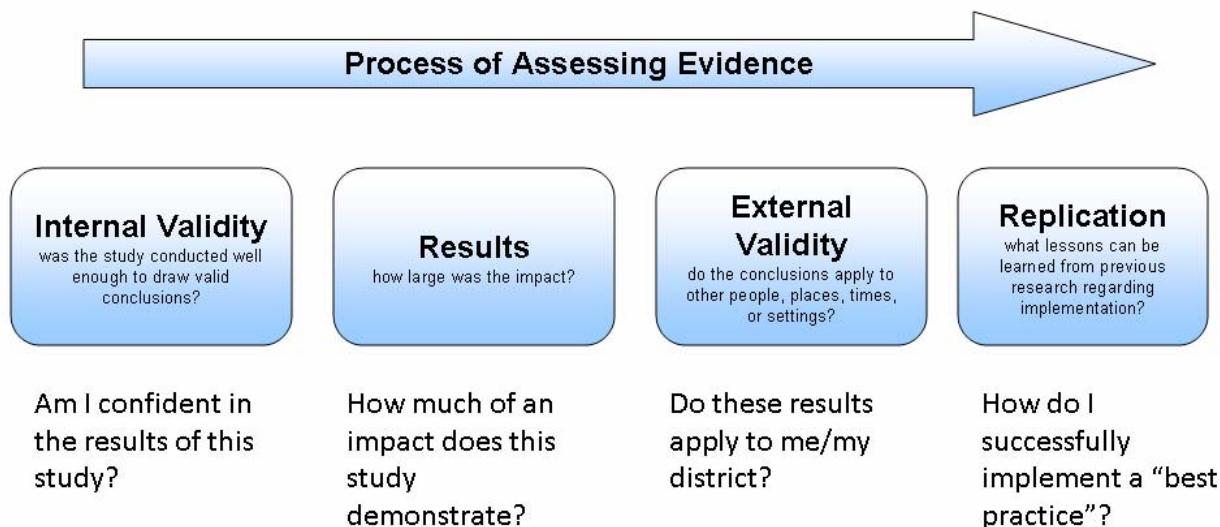 Process of Assessing Evidence
Internal Validity
was the study conducted well
enough to draw valid
conclusions?
Results
how large was the impact?
External
Validity
do the conclusions apply to
other people, places, times,
or settings?
Replication
what lessons can be
learned from previous
research regarding
implementation?
Am I confident in
the results of this
study?
How much of an
impact does this
study
demonstrate?
Do these results
apply to me/my
district?
How do I
successfully
implement a “best
practice”?